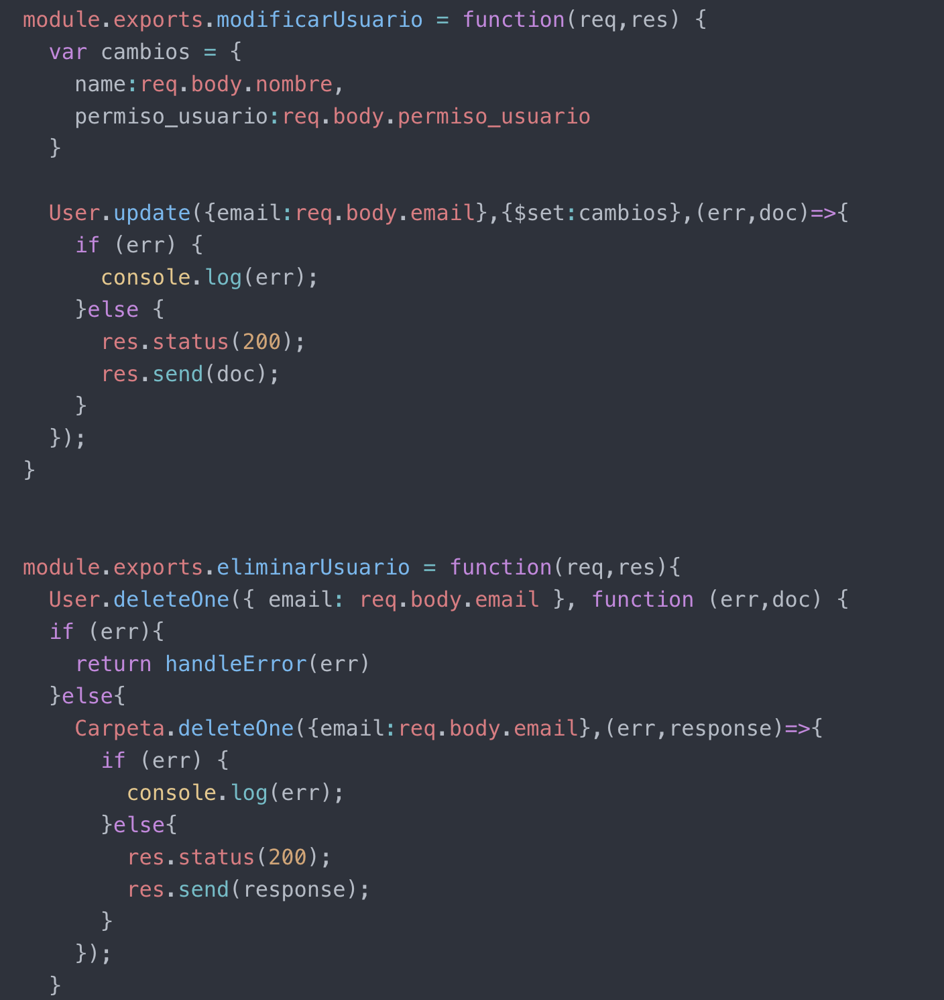 module.exports.modificarUsuario = function(req,res) {
  var cambios = {
    name:req.body.nombre,
    permiso_usuario:req.body.permiso_usuario
  }

  User.update({email:req.body.email},{$set:cambios},(err,doc)=>{
    if (err) {
      console.log(err);
    }else {
      res.status(200);
      res.send(doc);
    }
  });
}


module.exports.eliminarUsuario = function(req,res){
  User.deleteOne({ email: req.body.email }, function (err,doc) {
  if (err){
    return handleError(err)
  }else{
    Carpeta.deleteOne({email:req.body.email},(err,response)=>{
      if (err) {
        console.log(err);
      }else{
        res.status(200);
        res.send(response);
      }
    });
  }